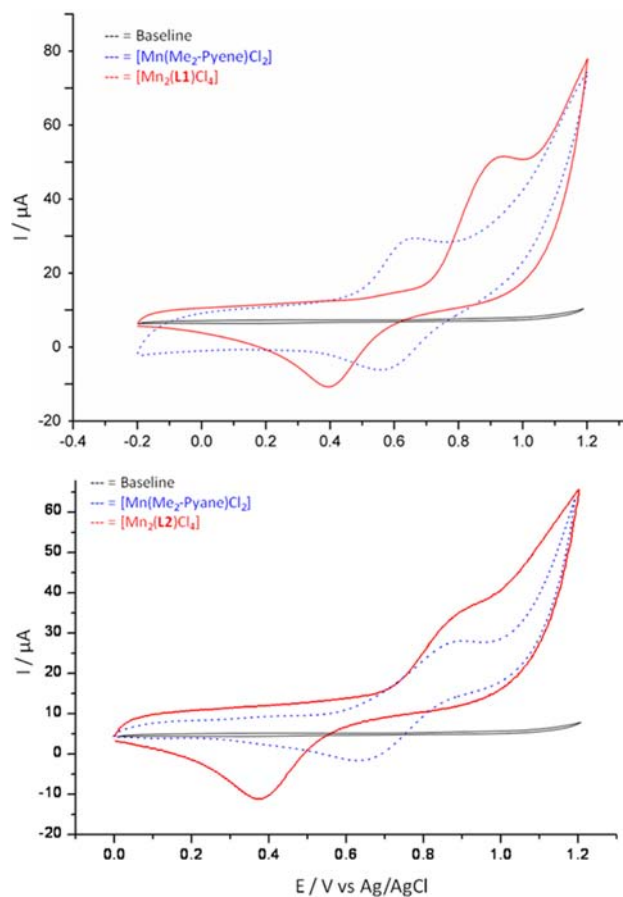 --- = Baseline
--- = [Mn(Me₂-Pyene)Cl₂]
--- = [Mn₂(L1)Cl₄]
80
60
40
20
0
-20
I / µA
-0.4 -0.2 0.0 0.2 0.4 0.6 0.8 1.0 1.2
--- = Baseline
--- = [Mn(Me₂-Pyane)Cl₂]
--- = [Mn₂(L2)Cl₄]
60
50
40
30
20
10
0
-10
-20
I / µA
0.0 0.2 0.4 0.6 0.8 1.0 1.2
E / V vs Ag/AgCl